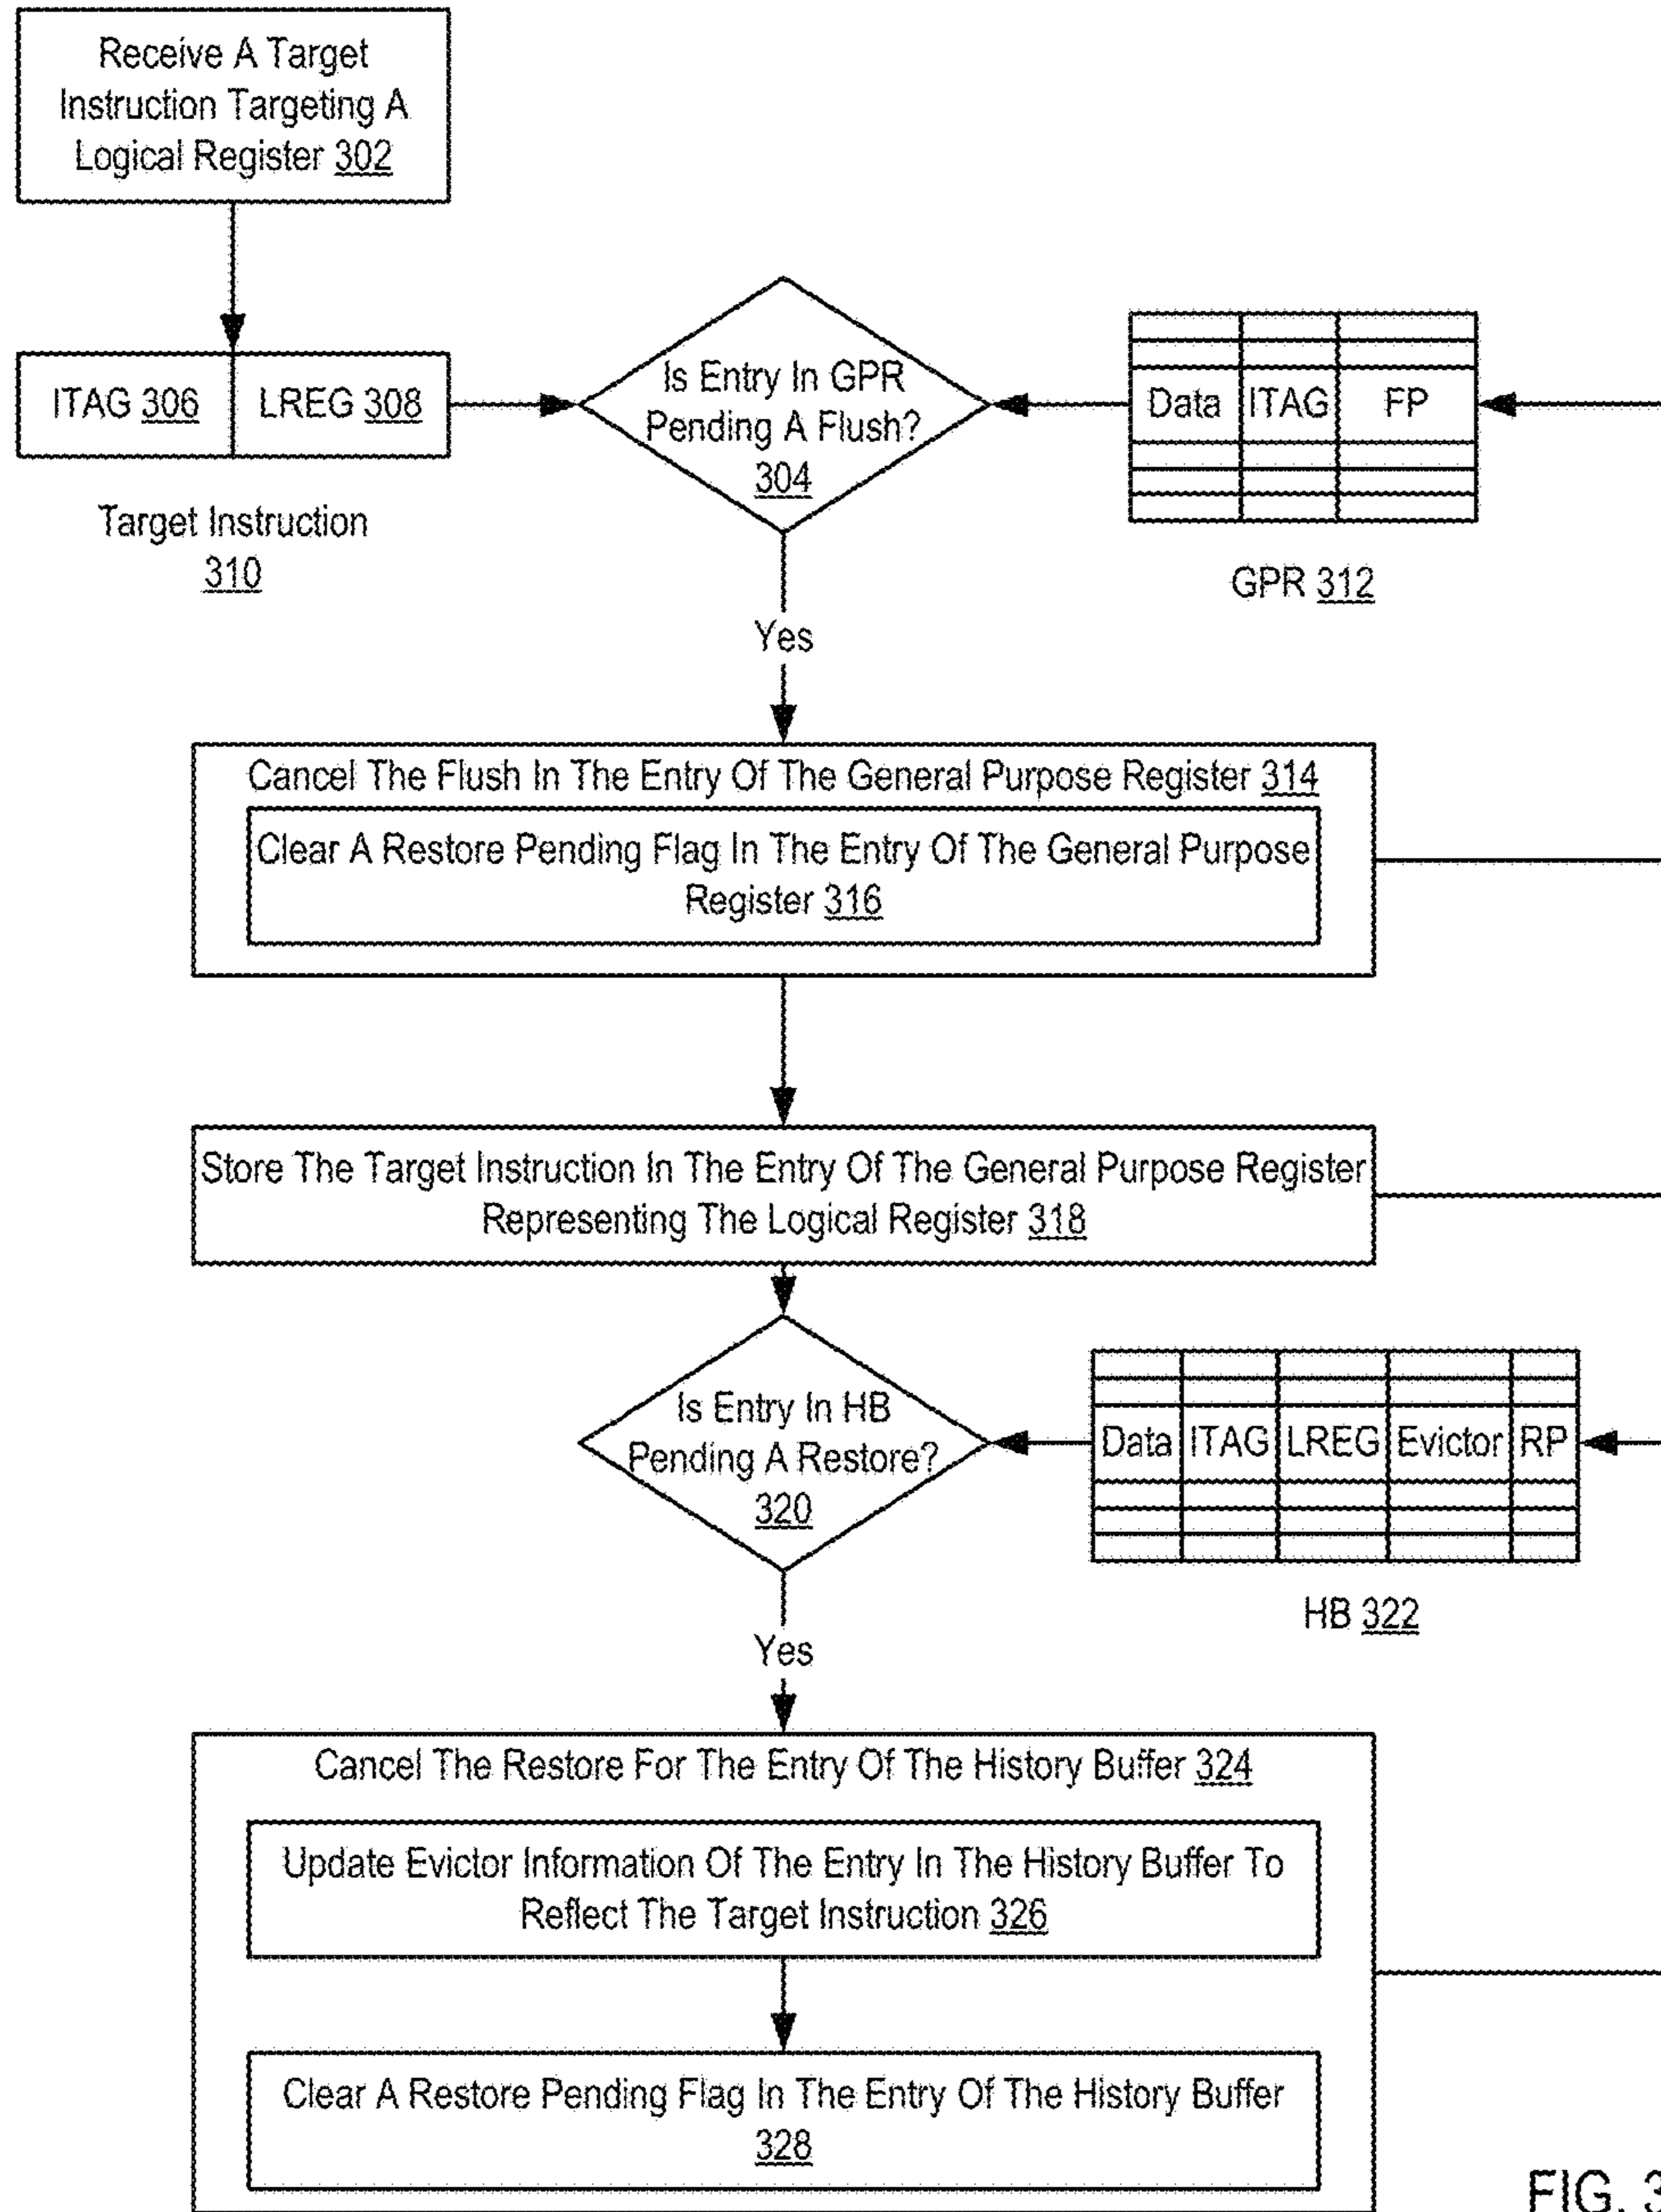 Receive A Target
Instruction Targeting A
Logical Register 302
ITAG 306
LREG 308
Target Instruction
310
Is Entry In GPR
Pending A Flush?
304
Data
ITAG
FP
GPR 312
Yes
Cancel The Flush In The Entry Of The General Purpose Register 314
Clear A Restore Pending Flag In The Entry Of The General Purpose
Register 316
Store The Target Instruction In The Entry Of The General Purpose Register
Representing The Logical Register 318
Is Entry In HB
Pending A Restore?
320
Data
ITAG
LREG
Evictor
RP
HB 322
Yes
Cancel The Restore For The Entry Of The History Buffer 324
Update Evictor Information Of The Entry In The History Buffer To
Reflect The Target Instruction 326
Clear A Restore Pending Flag In The Entry Of The History Buffer
328
FIG. 3